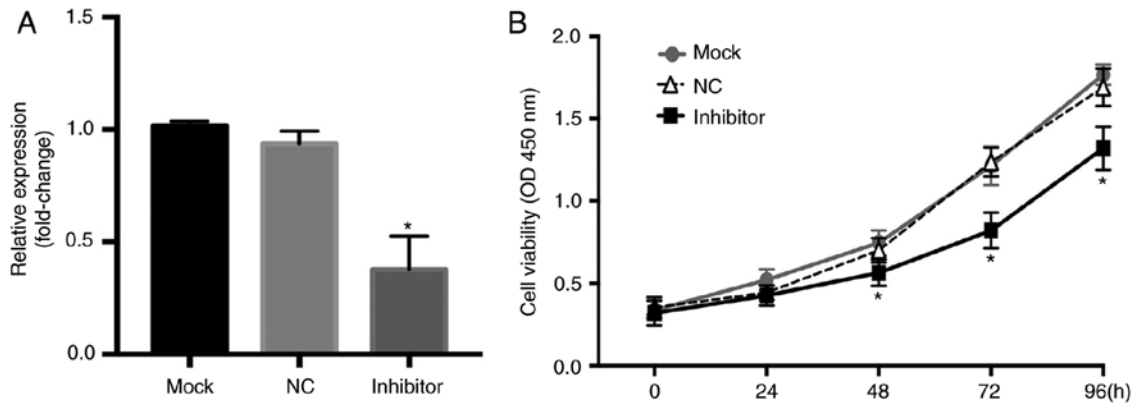 A
Relative expression
(fold-change)
1.5
1.0
0.5
0.0
*
Mock NC Inhibitor
B
Cell viability (OD 450 nm)
2.0
1.5
1.0
0.5
0.0
Mock
NC
Inhibitor
* * *
0 24 48 72 96(h)